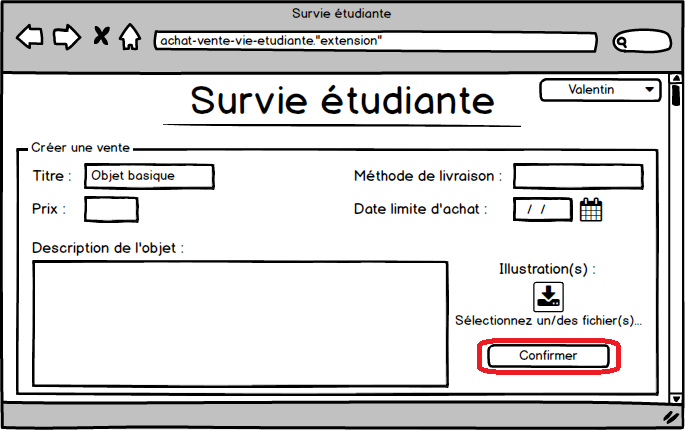 Survie étudiante
achat-vente-vie-etudiante."extension"
Valentin
Survie étudiante
Créer une vente
Titre : Objet basique
Méthode de livraison :
Prix :
Date limite d'achat : / /
Description de l'objet :
Illustration(s) :
Sélectionnez un/des fichier(s)...
Confirmer